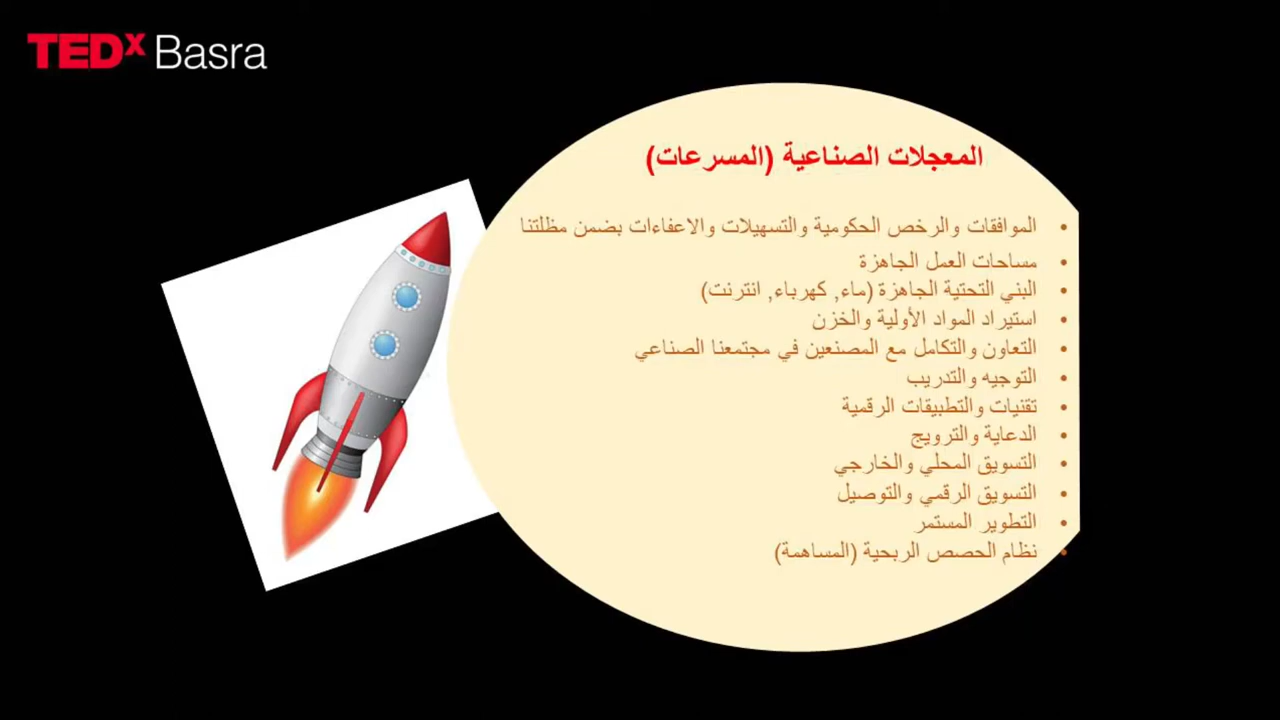 TEDx Basra
المعجلات الصناعية (المسرعات)
• الموافقات والرخص الحكومية والتسهيلات والاعفاءات بضمن مظلتنا
• مساحات العمل الجاهزة
• البني التحتية الجاهزة (ماء, كهرباء, انترنت)
• استيراد المواد الأولية والخزن
• التعاون والتكامل مع المصنعين في مجتمعنا الصناعي
• التوجيه والتدريب
• تقنيات والتطبيقات الرقمية
• الدعاية والترويج
• التسويق المحلي والخارجي
• التسويق الرقمي والتوصيل
• التطوير المستمر
• نظام الحصص الربحية (المساهمة)